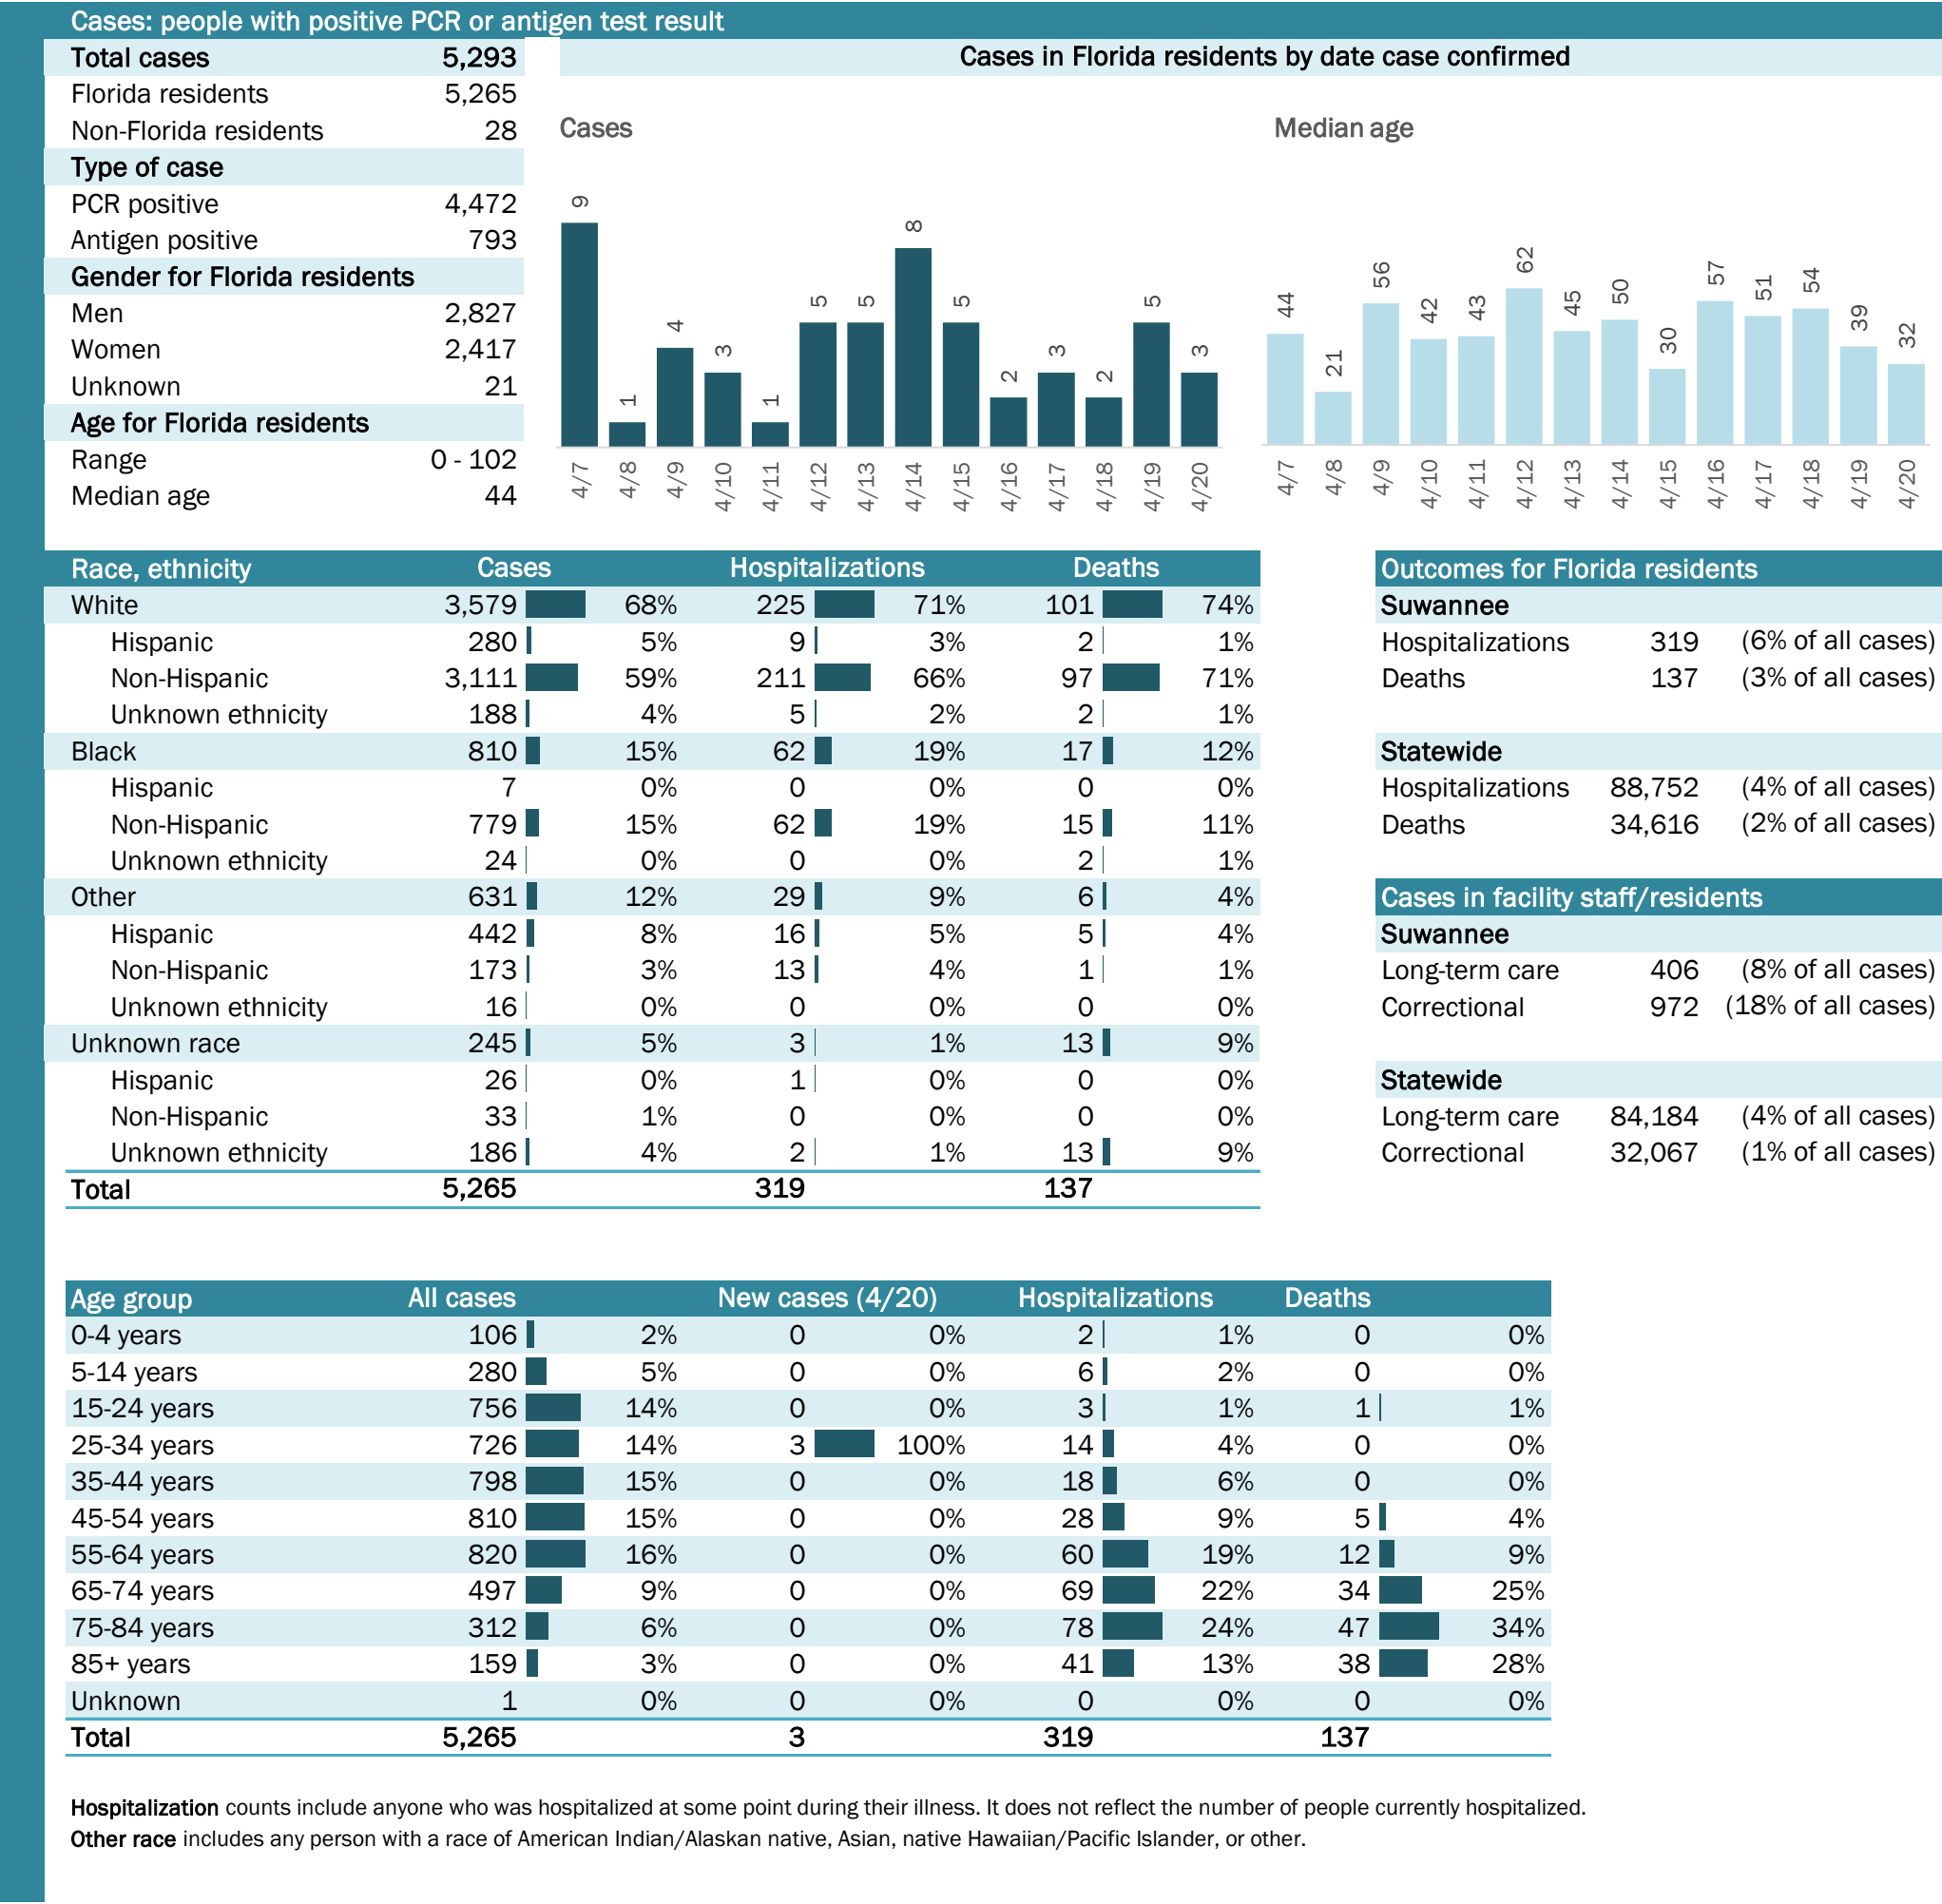 Cases: people with positive PCR or antigen test result
Total cases 5,293
Florida residents 5,265
Non-Florida residents 28
Type of case
PCR positive 4,472
Antigen positive 793
Gender for Florida residents
Men 2,827
Women 2,417
Unknown 21
Age for Florida residents
Range 0 - 102
Median age 44
Cases in Florida residents by date case confirmed
Cases
9 1 4 3 1 5 5 8 5 2 3 2 5 3
4/7 4/8 4/9 4/10 4/11 4/12 4/13 4/14 4/15 4/16 4/17 4/18 4/19 4/20
Median age
44 21 56 42 43 62 45 50 30 57 51 54 39 32
4/7 4/8 4/9 4/10 4/11 4/12 4/13 4/14 4/15 4/16 4/17 4/18 4/19 4/20
Race, ethnicity Cases Hospitalizations Deaths
White 3,579 68% 225 71% 101 74%
Hispanic 280 5% 9 3% 2 1%
Non-Hispanic 3,111 59% 211 66% 97 71%
Unknown ethnicity 188 4% 5 2% 2 1%
Black 810 15% 62 19% 17 12%
Hispanic 7 0% 0 0% 0 0%
Non-Hispanic 779 15% 62 19% 15 11%
Unknown ethnicity 24 0% 0 0% 2 1%
Other 631 12% 29 9% 6 4%
Hispanic 442 8% 16 5% 5 4%
Non-Hispanic 173 3% 13 4% 1 1%
Unknown ethnicity 16 0% 0 0% 0 0%
Unknown race 245 5% 3 1% 13 9%
Hispanic 26 0% 1 0% 0 0%
Non-Hispanic 33 1% 0 0% 0 0%
Unknown ethnicity 186 4% 2 1% 13 9%
Total 5,265 319 137
Outcomes for Florida residents
Suwannee
Hospitalizations 319 (6% of all cases)
Deaths 137 (3% of all cases)
Statewide
Hospitalizations 88,752 (4% of all cases)
Deaths 34,616 (2% of all cases)
Cases in facility staff/residents
Suwannee
Long-term care 406 (8% of all cases)
Correctional 972 (18% of all cases)
Statewide
Long-term care 84,184 (4% of all cases)
Correctional 32,067 (1% of all cases)
Age group All cases New cases (4/20) Hospitalizations Deaths
0-4 years 106 2% 0 0% 2 1% 0 0%
5-14 years 280 5% 0 0% 6 2% 0 0%
15-24 years 756 14% 0 0% 3 1% 1 1%
25-34 years 726 14% 3 100% 14 4% 0 0%
35-44 years 798 15% 0 0% 18 6% 0 0%
45-54 years 810 15% 0 0% 28 9% 5 4%
55-64 years 820 16% 0 0% 60 19% 12 9%
65-74 years 497 9% 0 0% 69 22% 34 25%
75-84 years 312 6% 0 0% 78 24% 47 34%
85+ years 159 3% 0 0% 41 13% 38 28%
Unknown 1 0% 0 0% 0 0% 0 0%
Total 5,265 3 319 137
Hospitalization counts include anyone who was hospitalized at some point during their illness. It does not reflect the number of people currently hospitalized.
Other race includes any person with a race of American Indian/Alaskan native, Asian, native Hawaiian/Pacific Islander, or other.